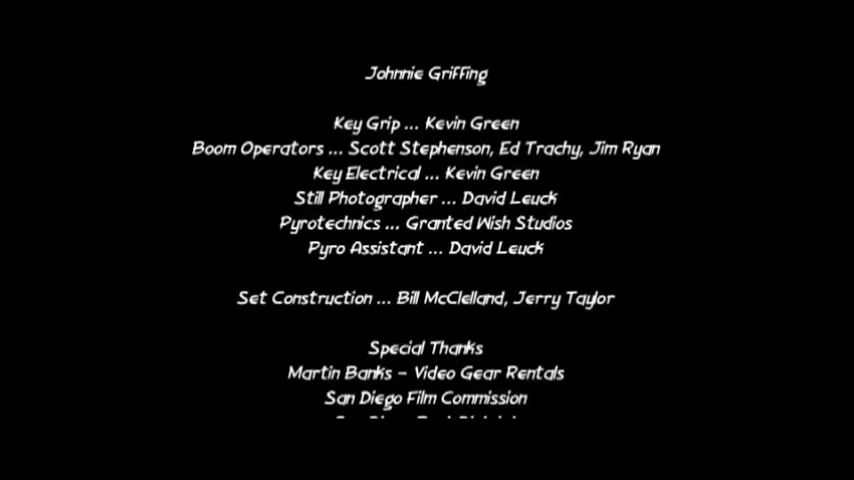 Johnnie Griffing
Key Grip ... Kevin Green
Boom Operators ... Scott Stephenson, Ed Trachy, Jim Ryan
Key Electrical ... Kevin Green
Still Photographer ... David Leuck
Pyrotechnics ... Granted Wish Studios
Pyro Assistant ... David Leuck
Set Construction ... Bill McClelland, Jerry Taylor
Special Thanks
Martin Banks - Video Gear Rentals
San Diego Film Commission